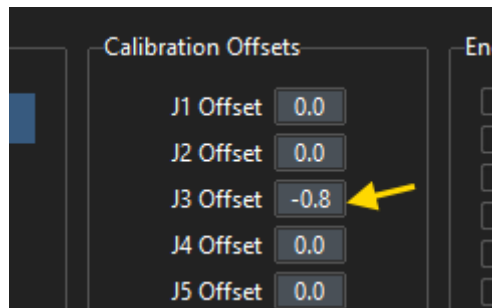 Calibration Offsets
En
J1 Offset 0.0
J2 Offset 0.0
J3 Offset -0.8
J4 Offset 0.0
J5 Offset 0.0